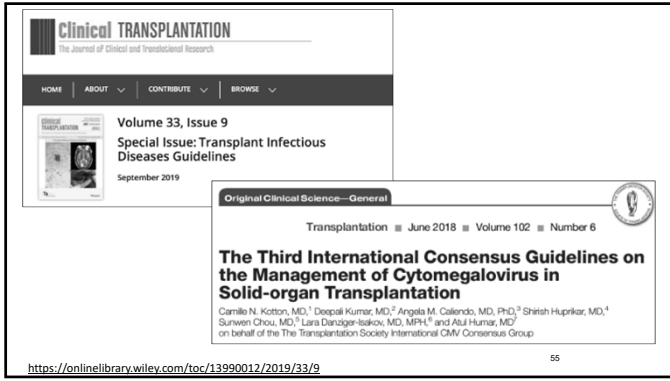 Clinical TRANSPLANTATION
The Journal of Clinical and Translational Research
HOME ABOUT CONTRIBUTE BROWSE
Volume 33, Issue 9
Special Issue: Transplant Infectious
Diseases Guidelines
September 2019
Original Clinical Science—General
Transplantation ■ June 2018 ■ Volume 102 ■ Number 6
The Third International Consensus Guidelines on
the Management of Cytomegalovirus in
Solid-organ Transplantation
Camille N. Kotton, MD,¹ Deepali Kumar, MD,² Angela M. Caliendo, MD, PhD,³ Shirish Huprikar, MD,⁴
Sunwen Chou, MD,⁵ Lara Danziger-Isakov, MD, MPH,⁶ and Atul Humar, MD⁷
on behalf of the The Transplantation Society International CMV Consensus Group
55
https://onlinelibrary.wiley.com/toc/13990012/2019/33/9